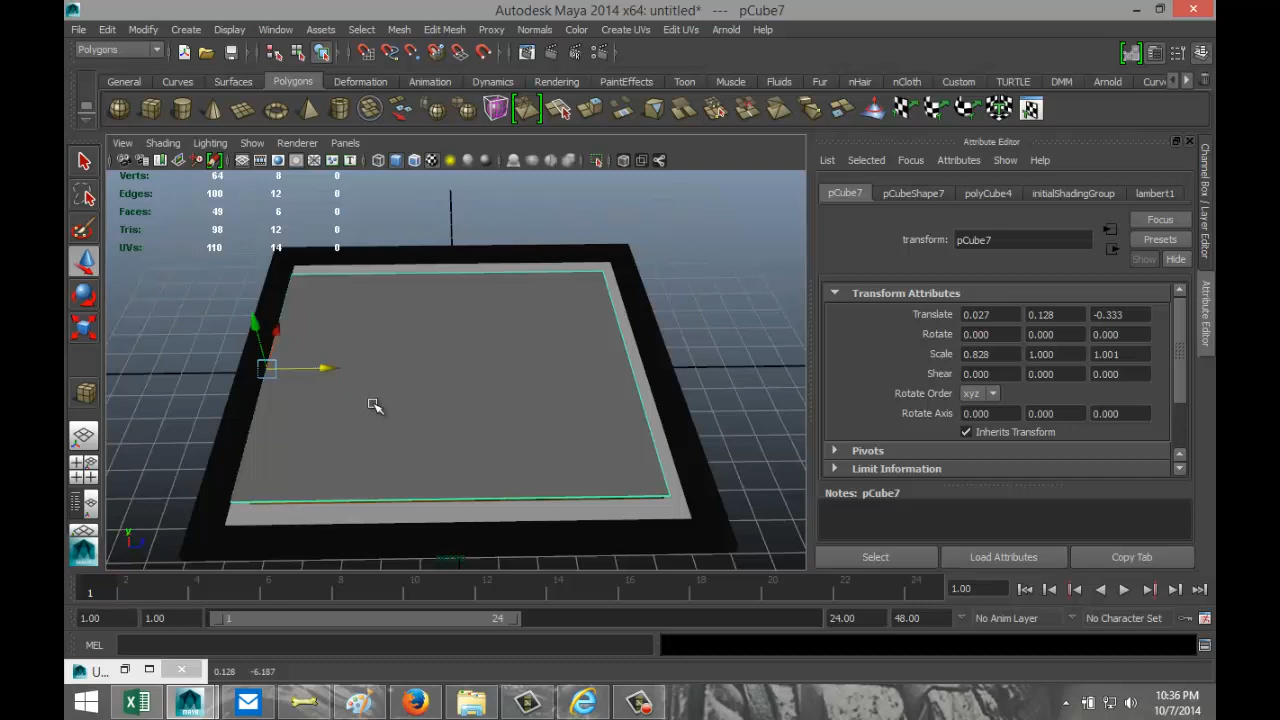 Autodesk Maya 2014 x64: untitled* --- pCube7
File Edit Modify Create Display Window Assets Select Mesh Edit Mesh Proxy Normals Color Create UVs Edit UVs Arnold Help
Polygons
General Curves Surfaces Polygons Deformation Animation Dynamics Rendering PaintEffects Toon Muscle Fluids Fur nHair nCloth Custom TURTLE DMM Arnold
View Shading Lighting Show Renderer Panels
Verts: 64 8 0
Edges: 100 12 0
Faces: 49 6 0
Tris: 98 12 0
UVs: 110 14 0
persp
Attribute Editor
List Selected Focus Attributes Show Help
pCube7 pCubeShape7 polyCube4 initialShadingGroup lambert1
transform: pCube7
Focus
Presets
Show Hide
Transform Attributes
Translate 0.027 0.128 -0.333
Rotate 0.000 0.000 0.000
Scale 0.828 1.000 1.001
Shear 0.000 0.000 0.000
Rotate Order xyz
Rotate Axis 0.000 0.000 0.000
Inherits Transform
Pivots
Limit Information
Notes: pCube7
Select Load Attributes Copy Tab
Channel Box / Layer Editor
Attribute Editor
2 4 6 8 10 12 14 16 18 20 22 24
1
1.00
1.00 1.00 1 24 24.00 48.00 No Anim Layer No Character Set
MEL
U... 0.128 -6.187
10:36 PM
10/7/2014